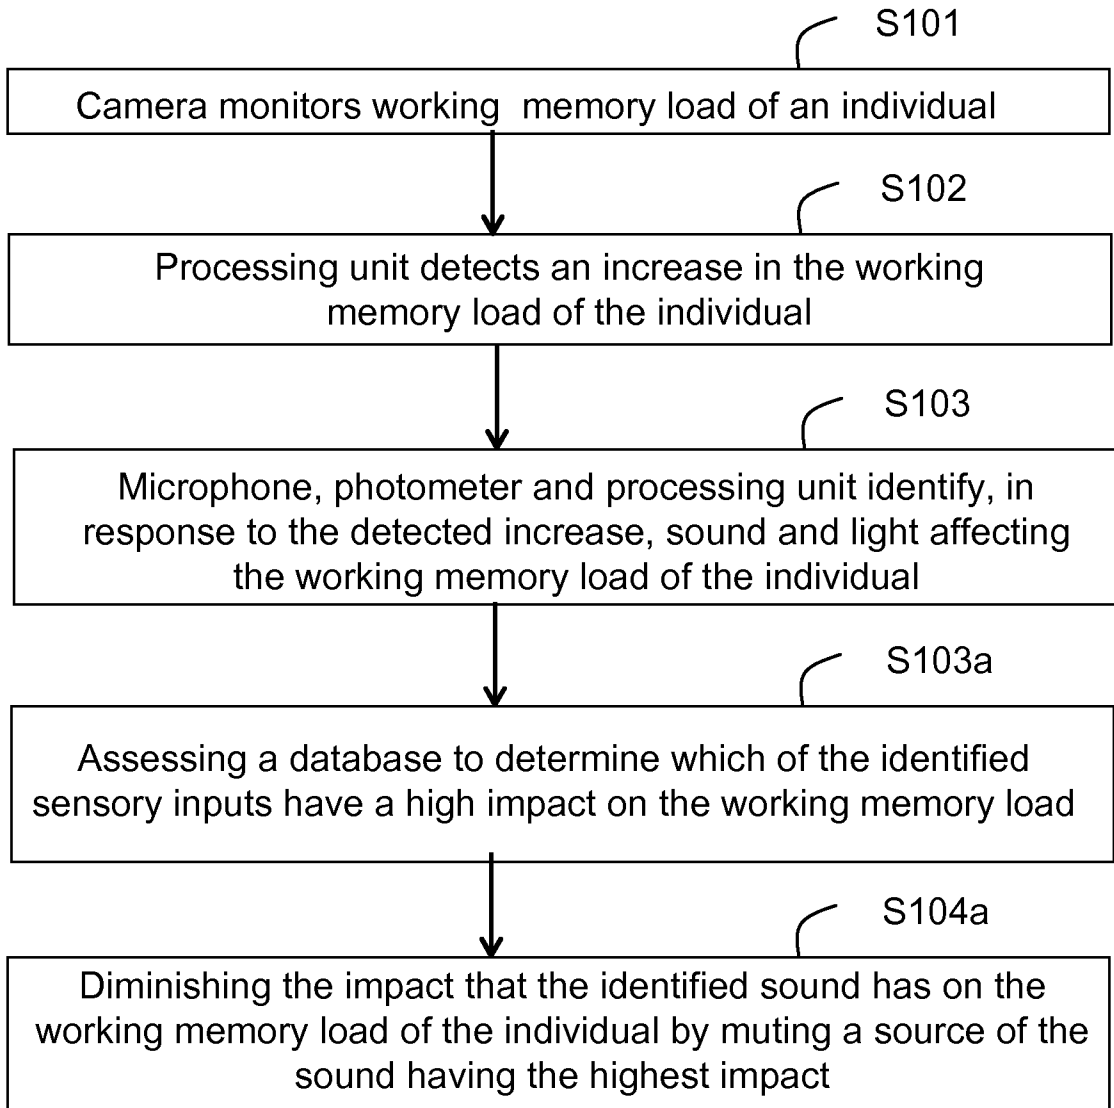 S101
Camera monitors working memory load of an individual
S102
Processing unit detects an increase in the working
memory load of the individual
S103
Microphone, photometer and processing unit identify, in
response to the detected increase, sound and light affecting
the working memory load of the individual
S103a
Assessing a database to determine which of the identified
sensory inputs have a high impact on the working memory load
S104a
Diminishing the impact that the identified sound has on the
working memory load of the individual by muting a source of the
sound having the highest impact